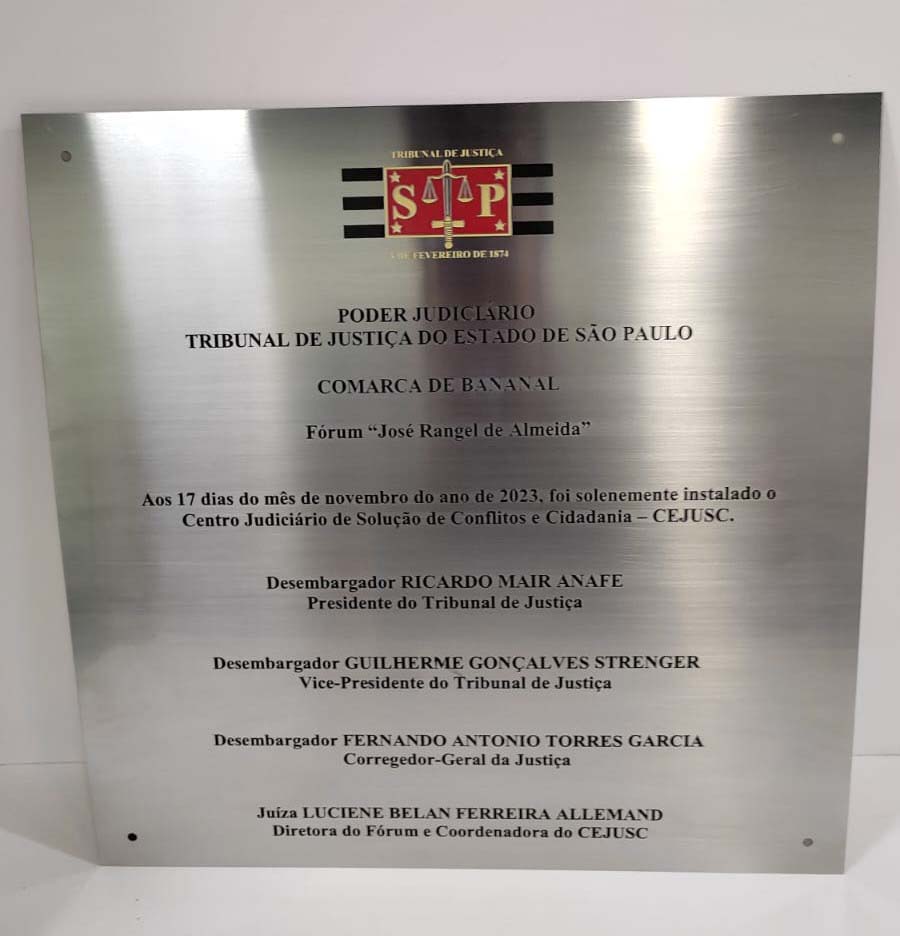 TRIBUNAL DE JUSTIÇA
S P
DE FEVEREIRO DE 1874
PODER JUDICIÁRIO
TRIBUNAL DE JUSTIÇA DO ESTADO DE SÃO PAULO
COMARCA DE BANANAL
Fórum “José Rangel de Almeida”
Aos 17 dias do mês de novembro do ano de 2023, foi solenemente instalado o
Centro Judiciário de Solução de Conflitos e Cidadania – CEJUSC.
Desembargador RICARDO MAIR ANAFE
Presidente do Tribunal de Justiça
Desembargador GUILHERME GONÇALVES STRENGER
Vice-Presidente do Tribunal de Justiça
Desembargador FERNANDO ANTONIO TORRES GARCIA
Corregedor-Geral da Justiça
Juíza LUCIENE BELAN FERREIRA ALLEMAND
Diretora do Fórum e Coordenadora do CEJUSC